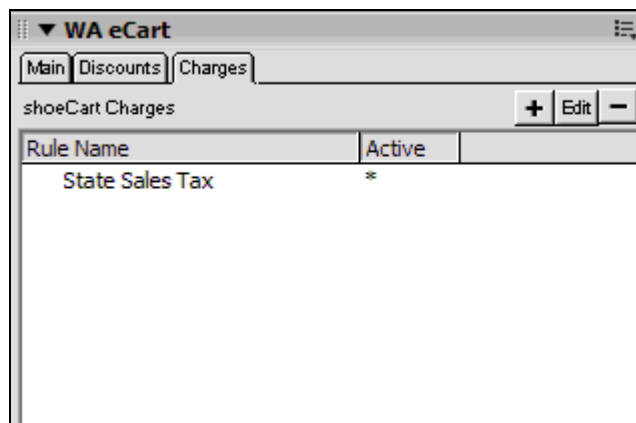 WA eCart
Main Discounts Charges
shoeCart Charges + Edit −
Rule Name Active
State Sales Tax *